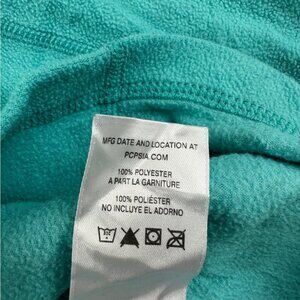 MFG DATE AND LOCATION AT
PCPSIA.COM
100% POLYESTER
A PART LA GARNITURE
100% POLIÉSTER
NO INCLUYE EL ADORNO